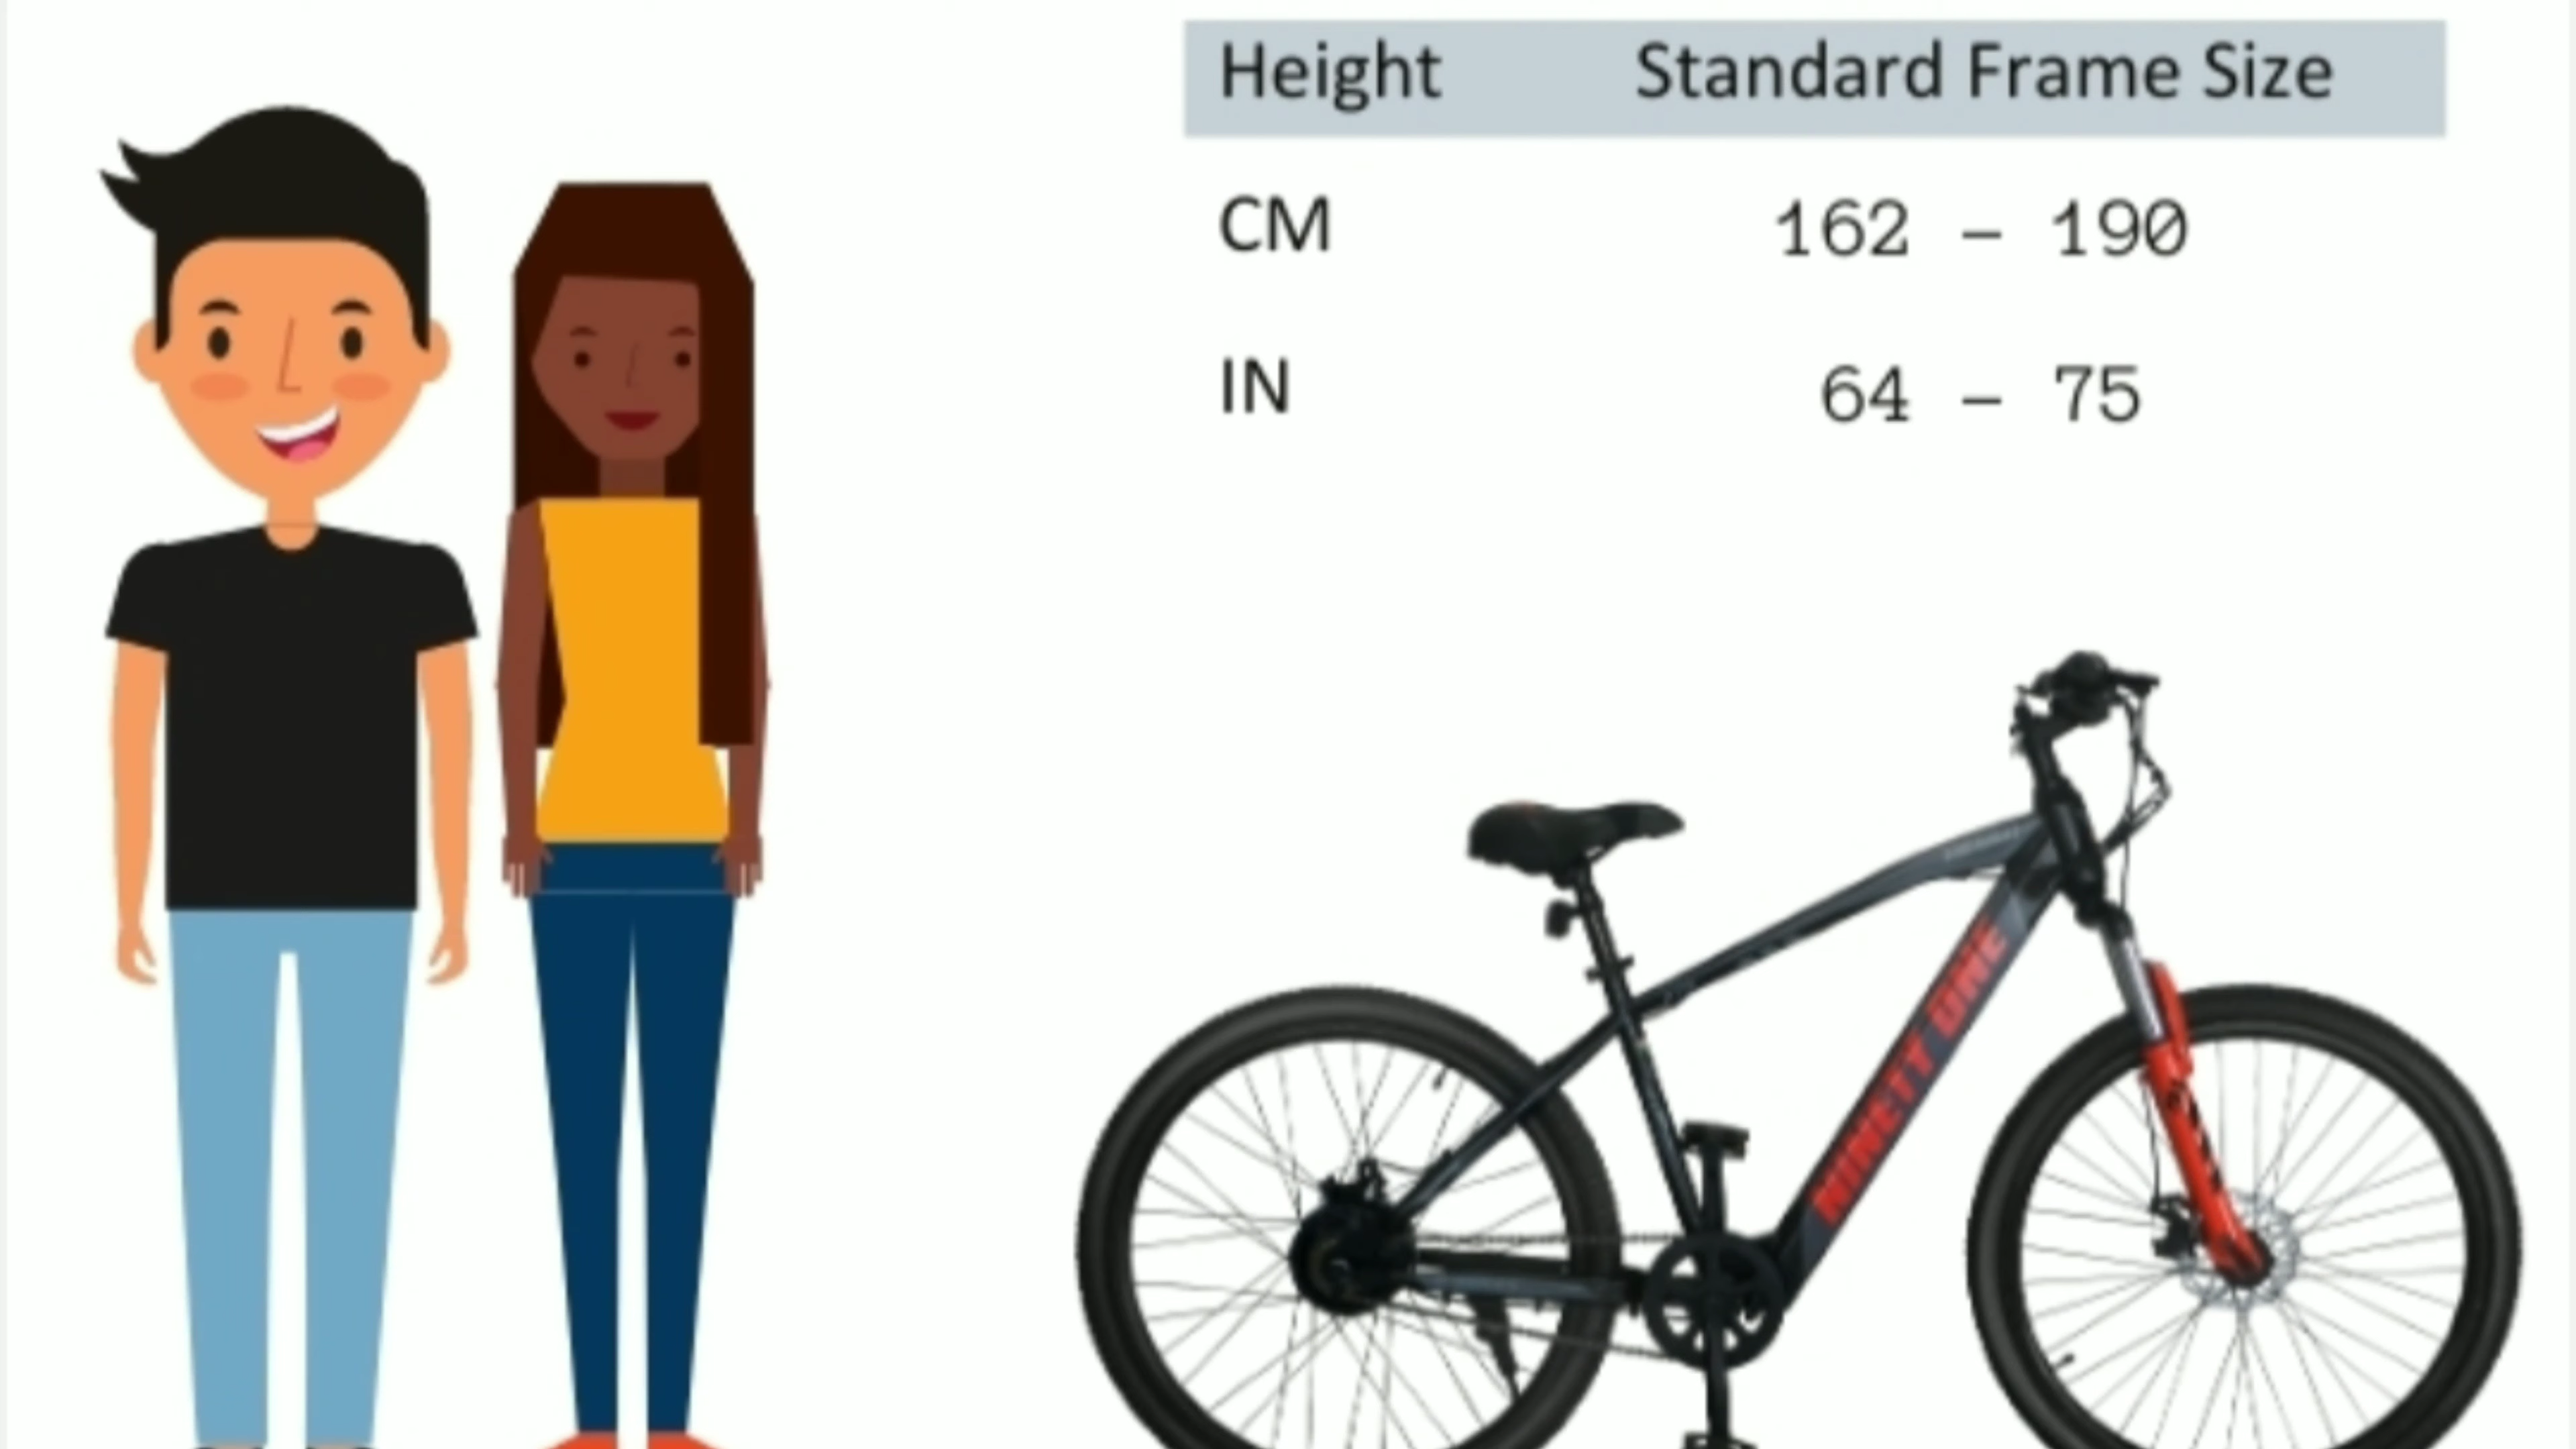 Height Standard Frame Size
CM 162 – 190
IN 64 – 75
NINETY ONE